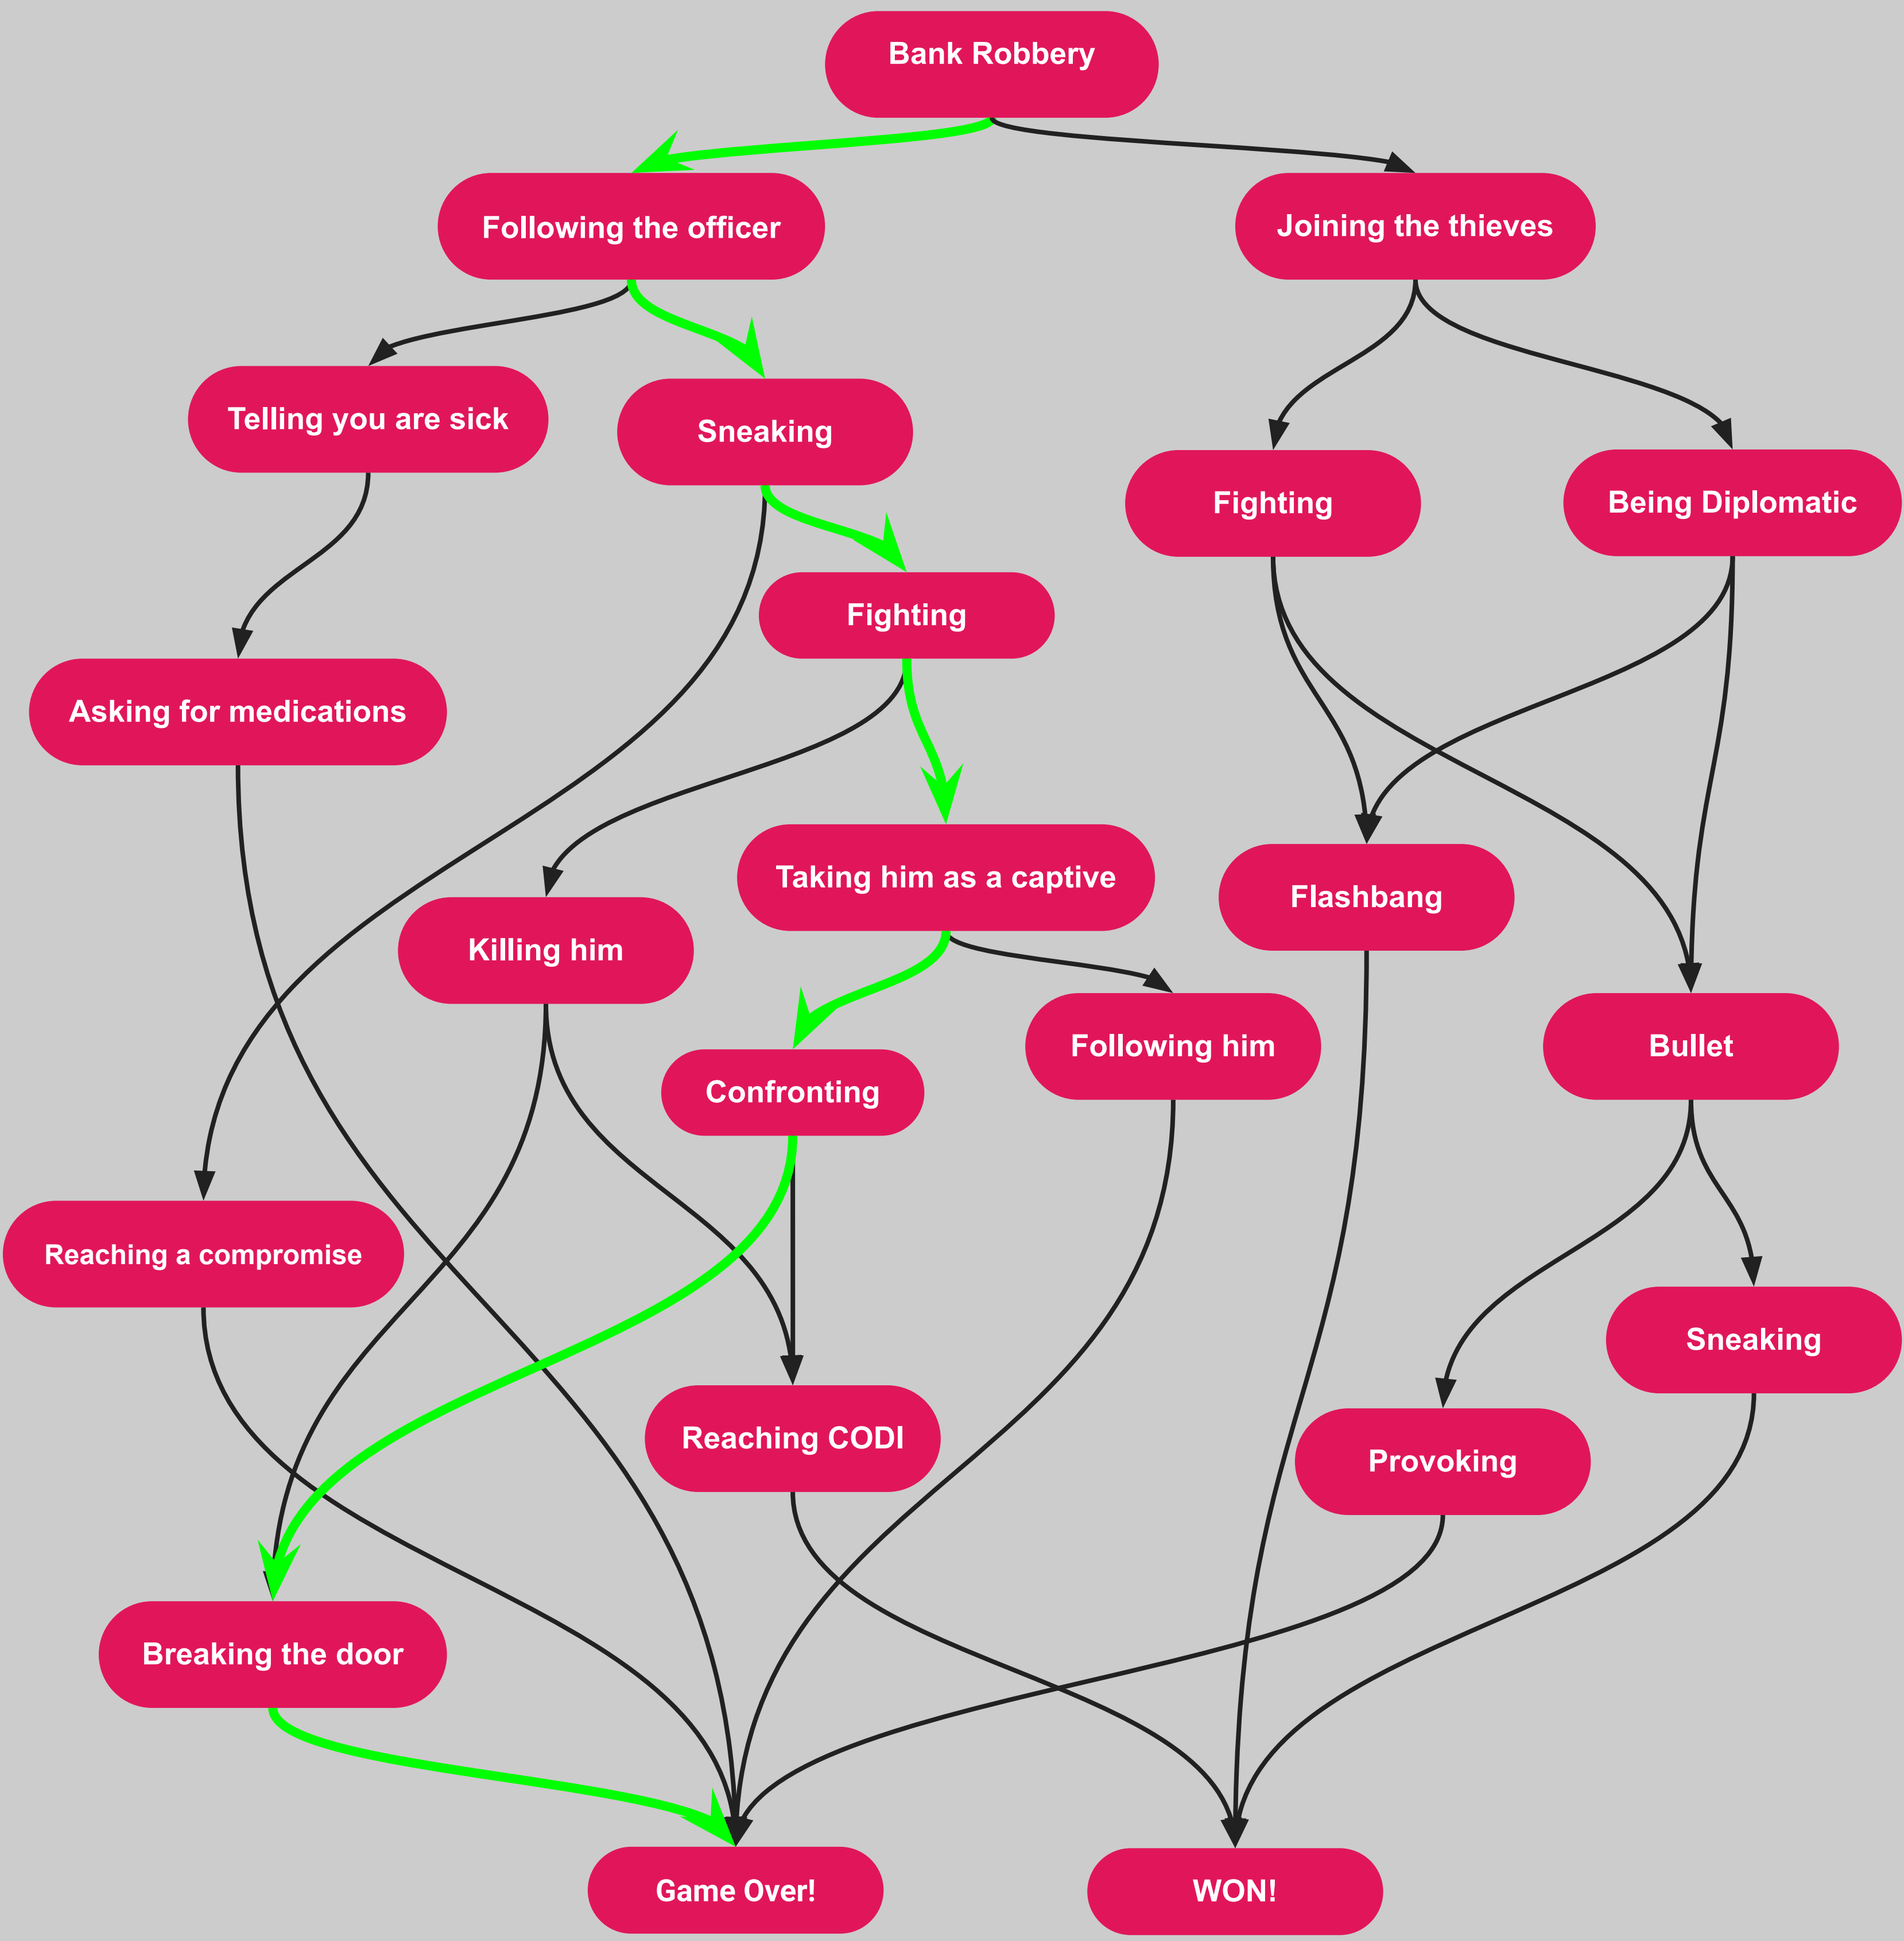 Bank Robbery
Following the officer
Joining the thieves
Telling you are sick
Sneaking
Fighting
Being Diplomatic
Fighting
Asking for medications
Taking him as a captive
Flashbang
Killing him
Following him
Bullet
Confronting
Reaching a compromise
Sneaking
Reaching CODI
Provoking
Breaking the door
Game Over!
WON!